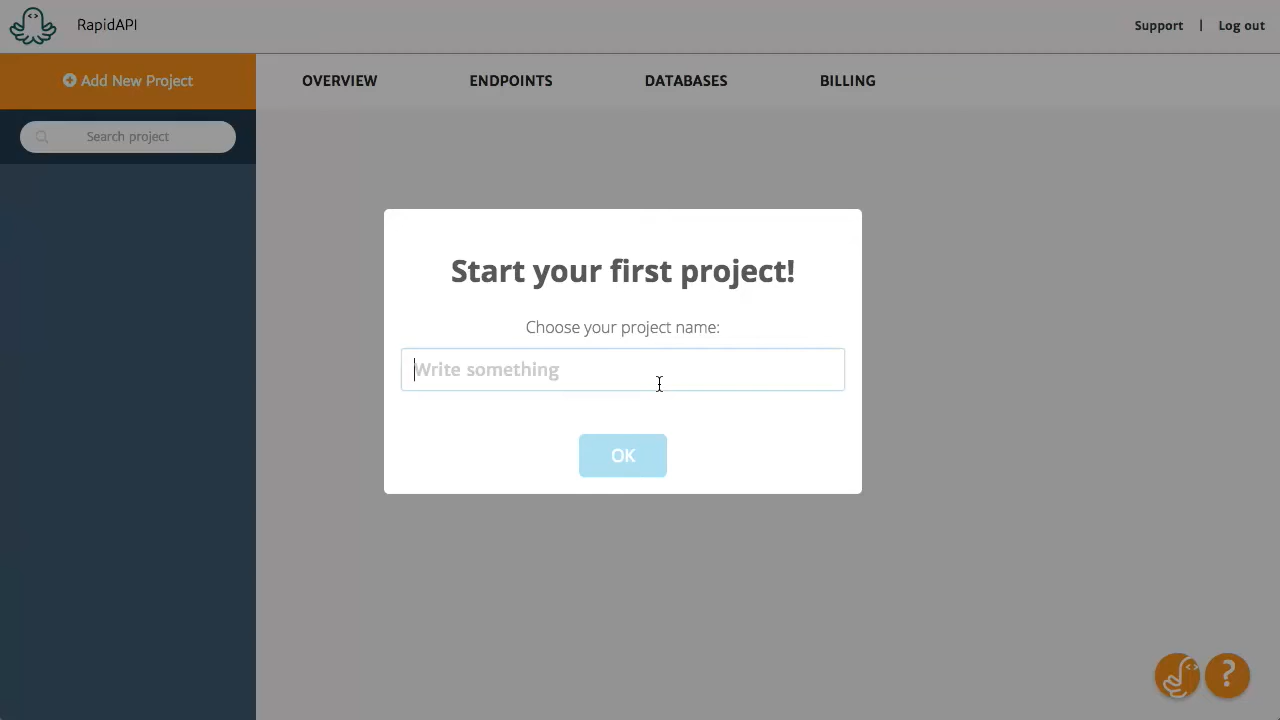 RapidAPI
Support | Log out
Add New Project
OVERVIEW
ENDPOINTS
DATABASES
BILLING
Search project
Start your first project!
Choose your project name:
Write something
OK
<>
?